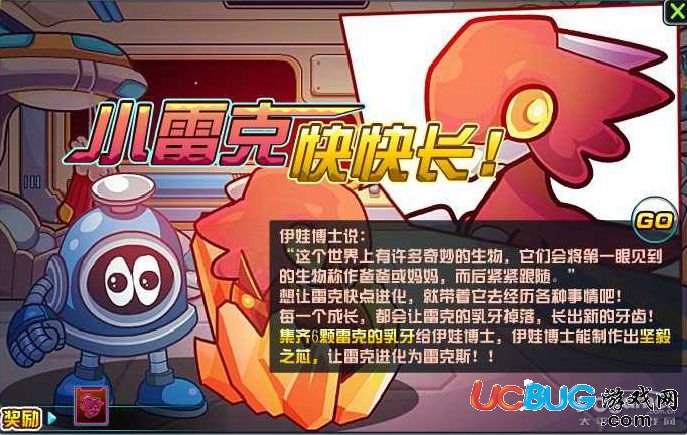 小雷克
快快长！
GO
伊娃博士说：
“这个世界上有许多奇妙的生物，它们会将第一眼见到
的生物称作爸爸或妈妈，而后紧紧跟随。”
想让雷克快点进化，就带着它去经历各种事情吧！
每一个成长，都会让雷克的乳牙掉落，长出新的牙齿！
集齐6颗雷克的乳牙给伊娃博士，伊娃博士能制作出坚毅
之芯，让雷克进化为雷克斯！！
奖励
UCBUG游戏网
.com